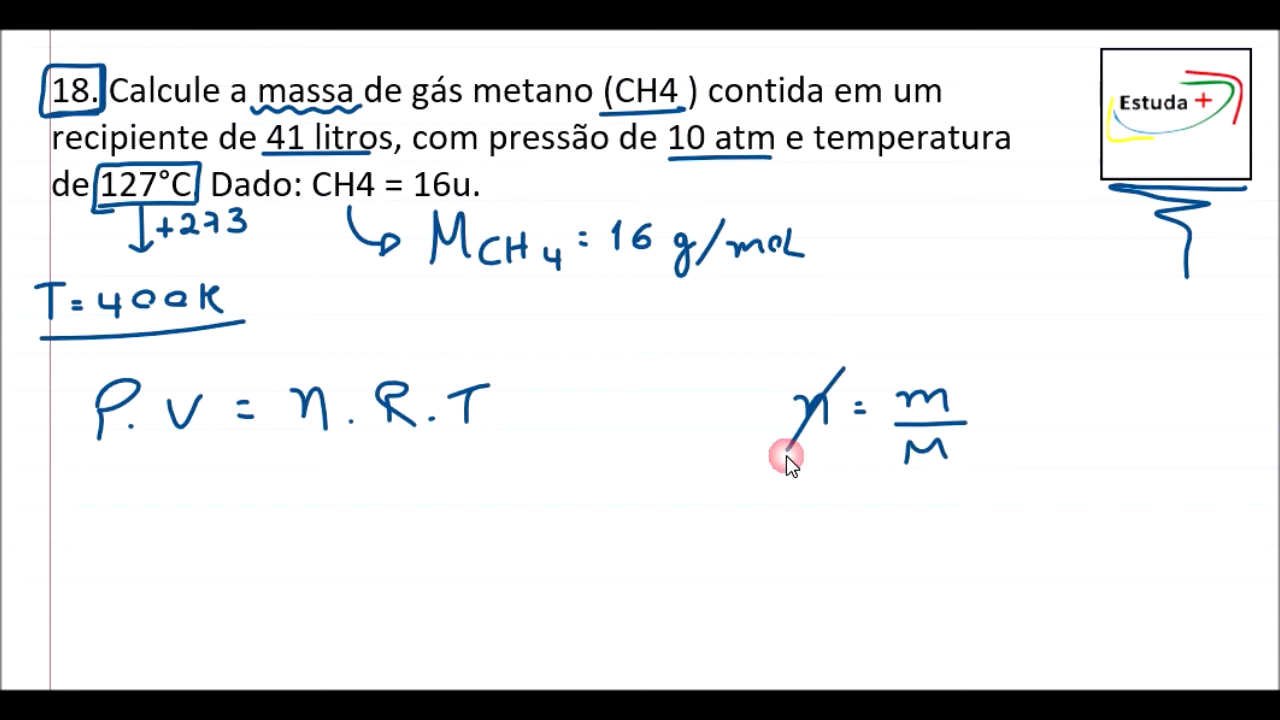 18. Calcule a massa de gás metano (CH4 ) contida em um
recipiente de 41 litros, com pressão de 10 atm e temperatura
de 127°C Dado: CH4 = 16u.
Estuda +
+273
M CH4 = 16 g/mol
T = 400K
P.V = n.R.T
n = m
M